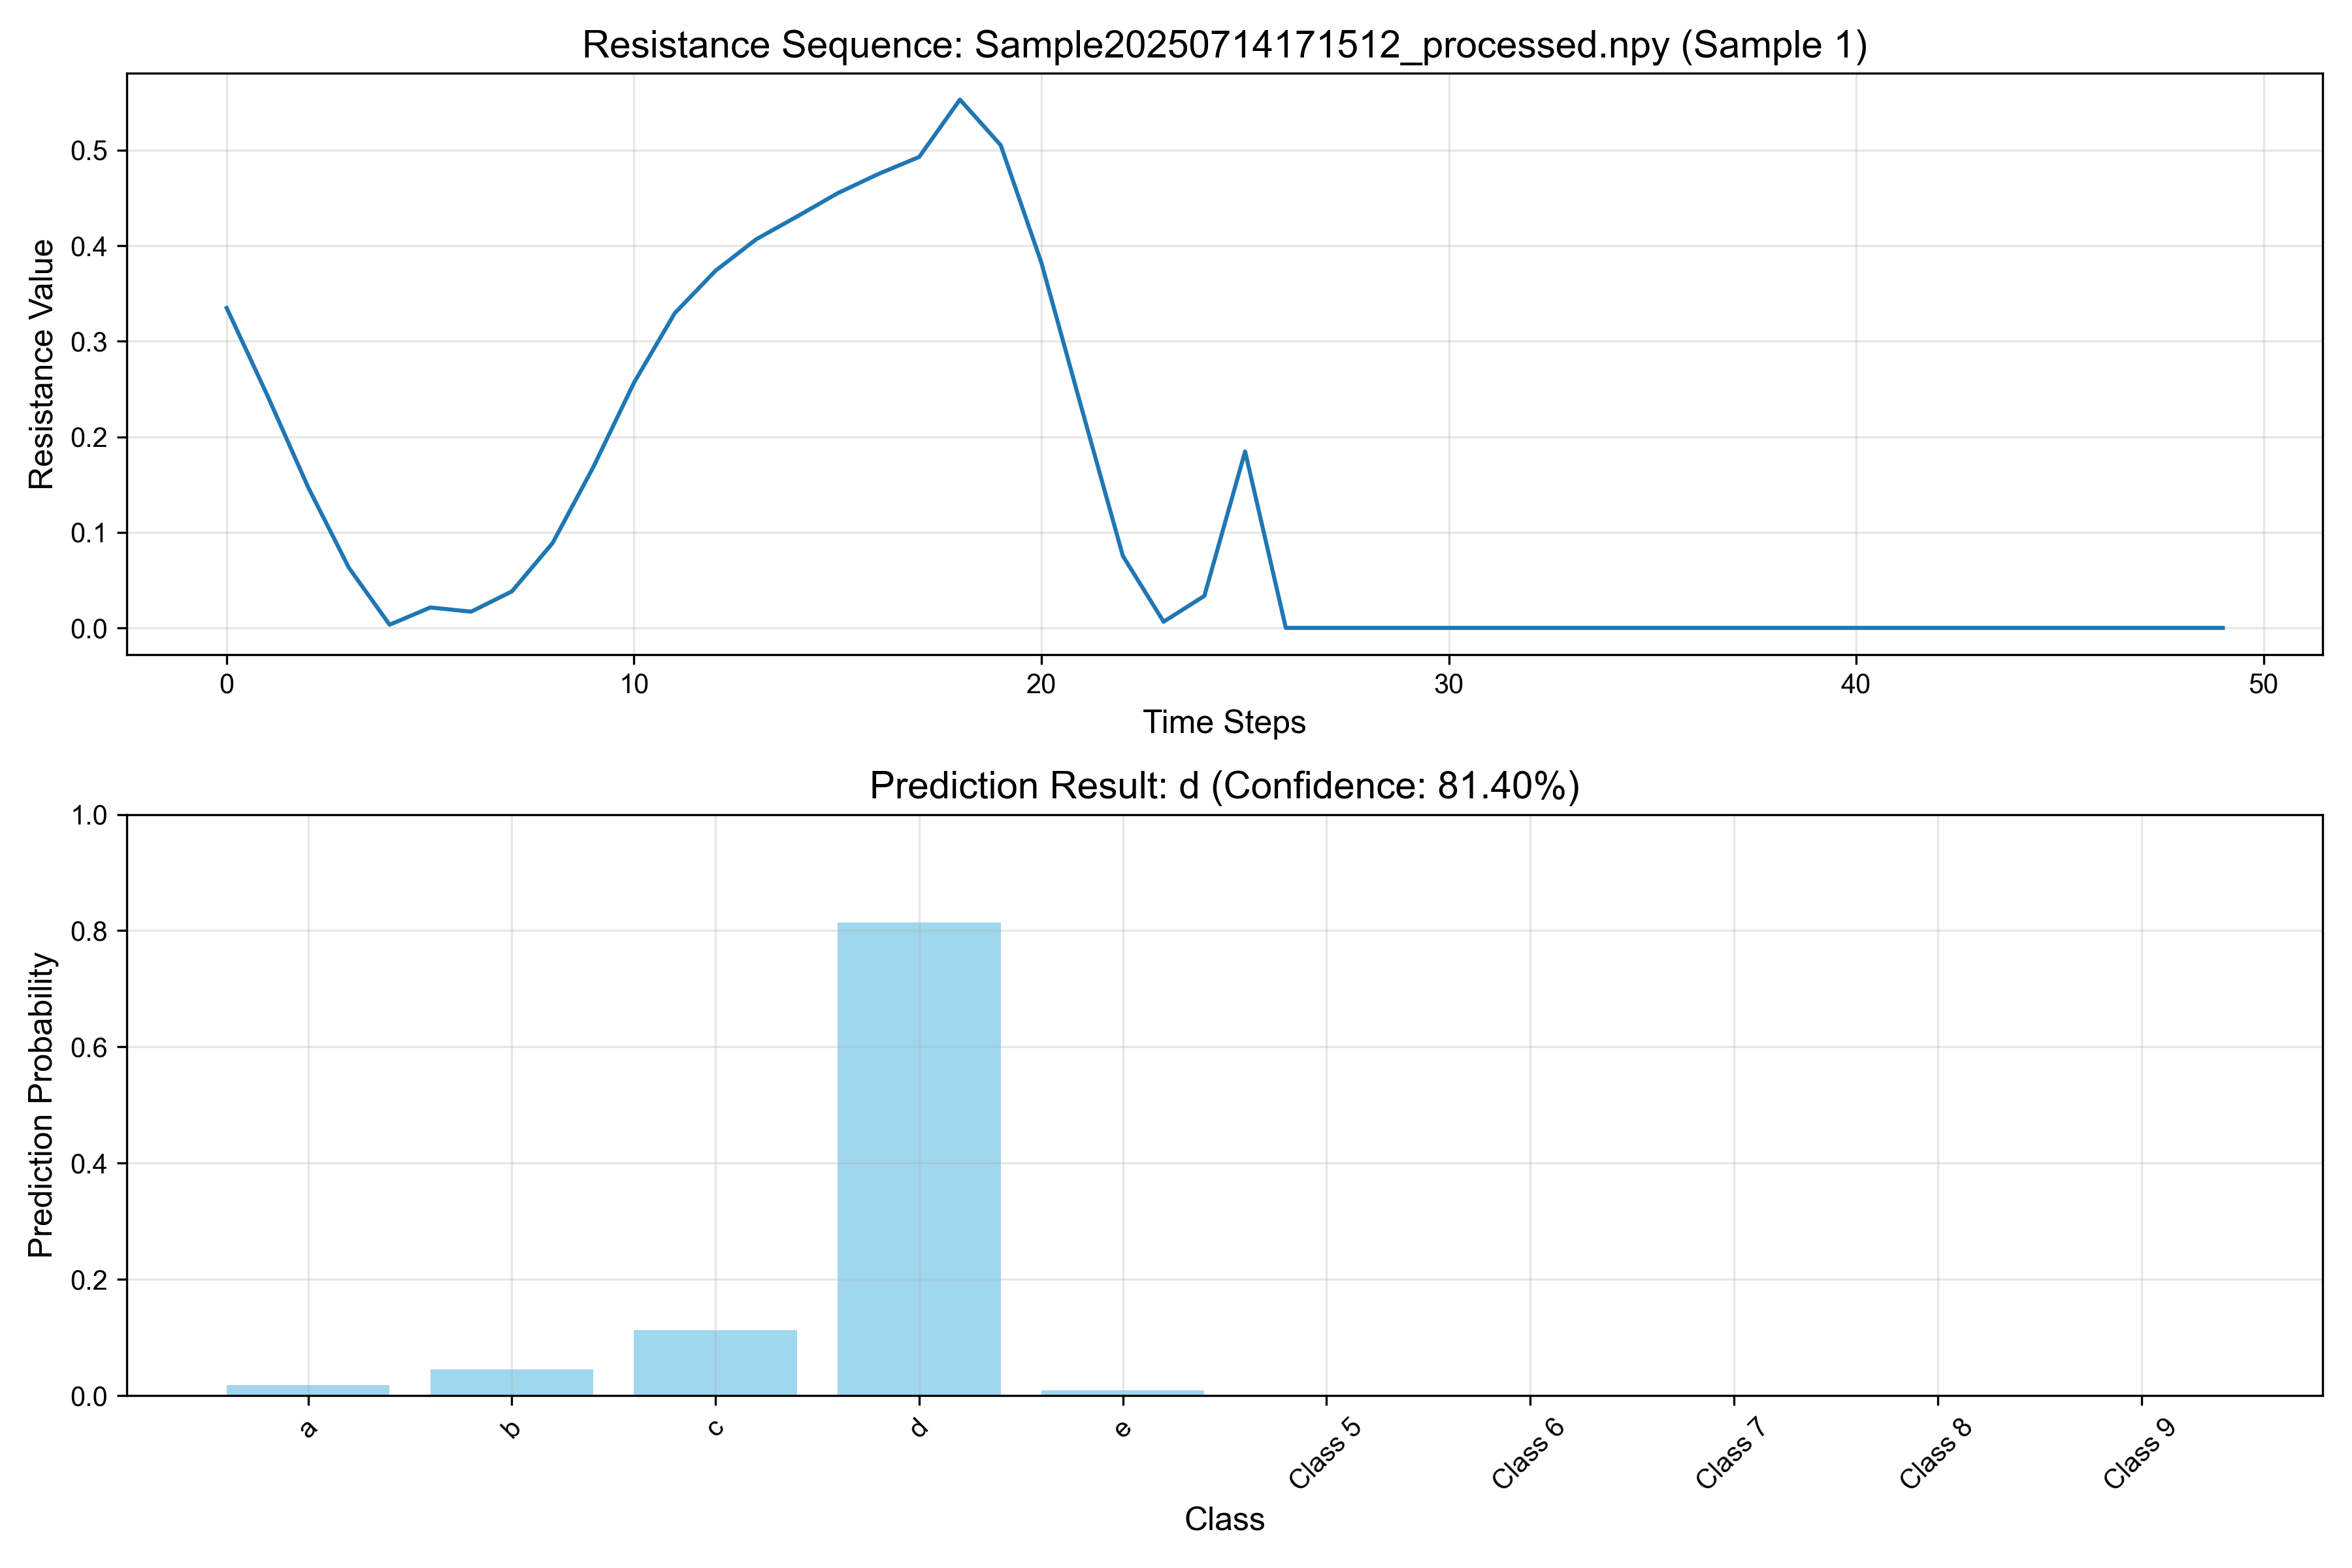 Resistance Sequence: Sample20250714171512_processed.npy (Sample 1)
Resistance Value
0.5
0.4
0.3
0.2
0.1
0.0
0 10 20 30 40 50
Time Steps
Prediction Result: d (Confidence: 81.40%)
Prediction Probability
1.0
0.8
0.6
0.4
0.2
0.0
a b c d e Class 5 Class 6 Class 7 Class 8 Class 9
Class